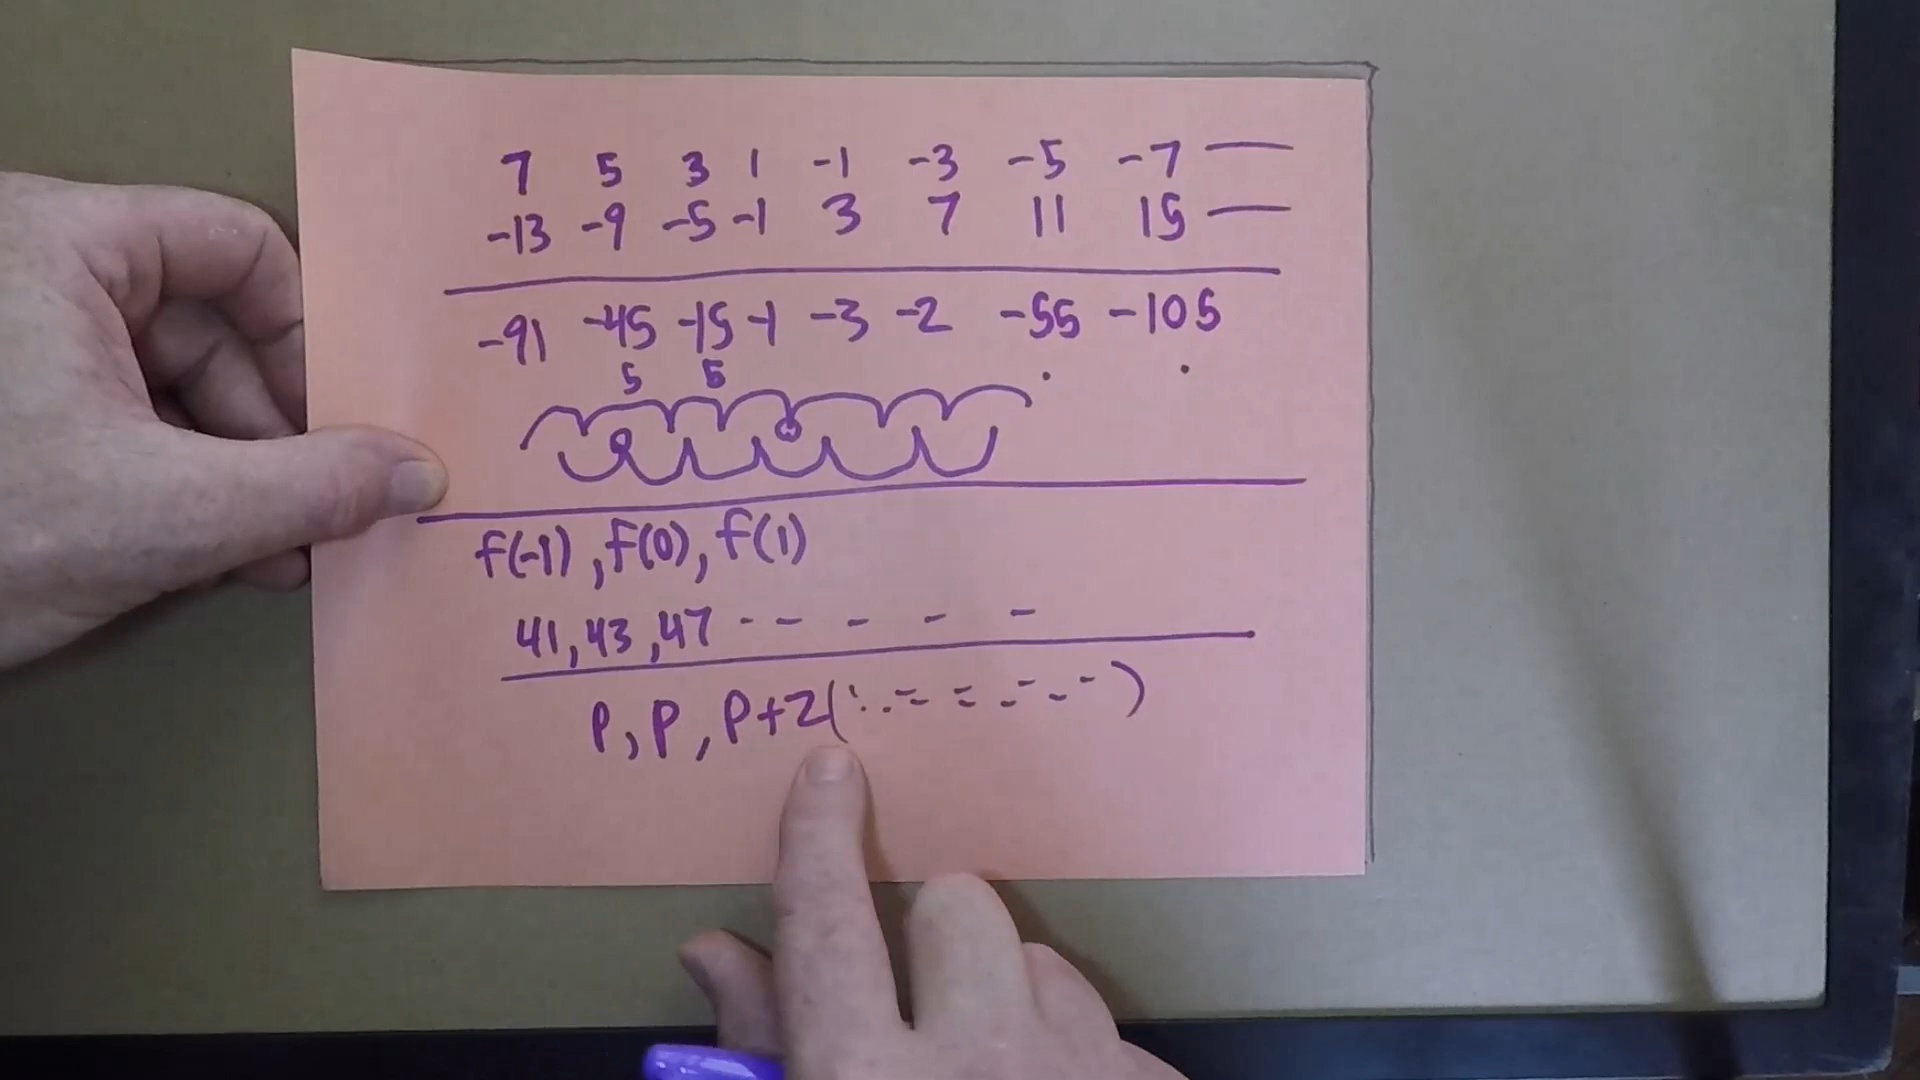 7 5 3 1 -1 -3 -5 -7
-13 -9 -5 -1 3 7 11 15
-91 -45 -15 -1 -3 -2 -55 -105
5 5
f(-1), f(0), f(1)
41, 43, 47 - - - - -
P, P, P+2( )